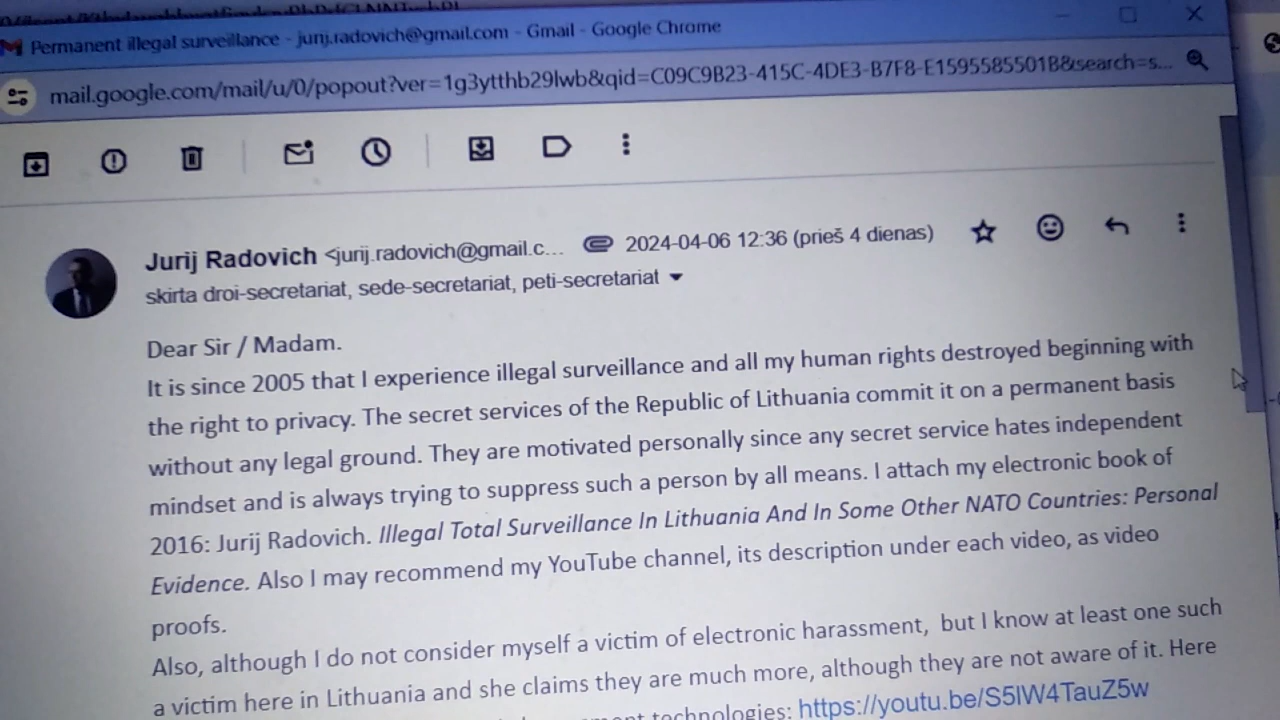 Permanent illegal surveillance - jurij.radovich@gmail.com - Gmail - Google Chrome
mail.google.com/mail/u/0/popout?ver=1g3ytthb29lwb&qid=C09C9B23-415C-4DE3-B7F8-E1595585501B8&search=s...
Jurij Radovich <jurij.radovich@gmail.c... 2024-04-06 12:36 (prieš 4 dienas)
skirta droi-secretariat, sede-secretariat, peti-secretariat
Dear Sir / Madam.
It is since 2005 that I experience illegal surveillance and all my human rights destroyed beginning with
the right to privacy. The secret services of the Republic of Lithuania commit it on a permanent basis
without any legal ground. They are motivated personally since any secret service hates independent
mindset and is always trying to suppress such a person by all means. I attach my electronic book of
2016: Jurij Radovich. Illegal Total Surveillance In Lithuania And In Some Other NATO Countries: Personal
Evidence. Also I may recommend my YouTube channel, its description under each video, as video
proofs.
Also, although I do not consider myself a victim of electronic harassment, but I know at least one such
a victim here in Lithuania and she claims they are much more, although they are not aware of it. Here
technologies: https://youtu.be/S5lW4TauZ5w